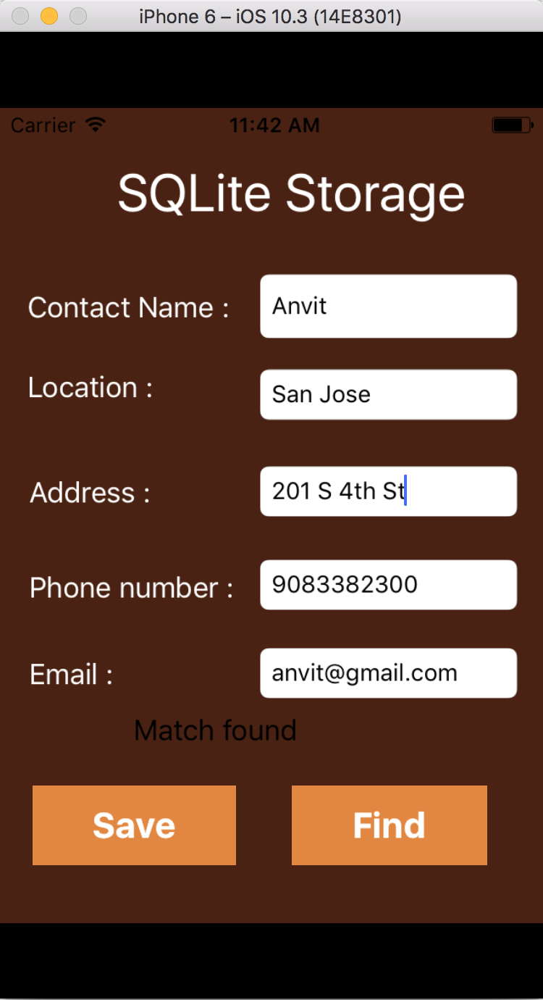 iPhone 6 – iOS 10.3 (14E8301)
Carrier 11:42 AM
SQLite Storage
Contact Name : Anvit
Location : San Jose
Address : 201 S 4th St
Phone number : 9083382300
Email : anvit@gmail.com
Match found
Save Find